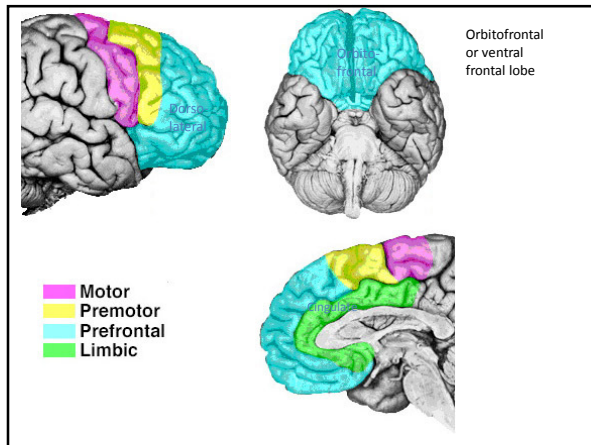 Dorso-
lateral
Orbito-
frontal
Orbitofrontal
or ventral
frontal lobe
Cingulate
Motor
Premotor
Prefrontal
Limbic